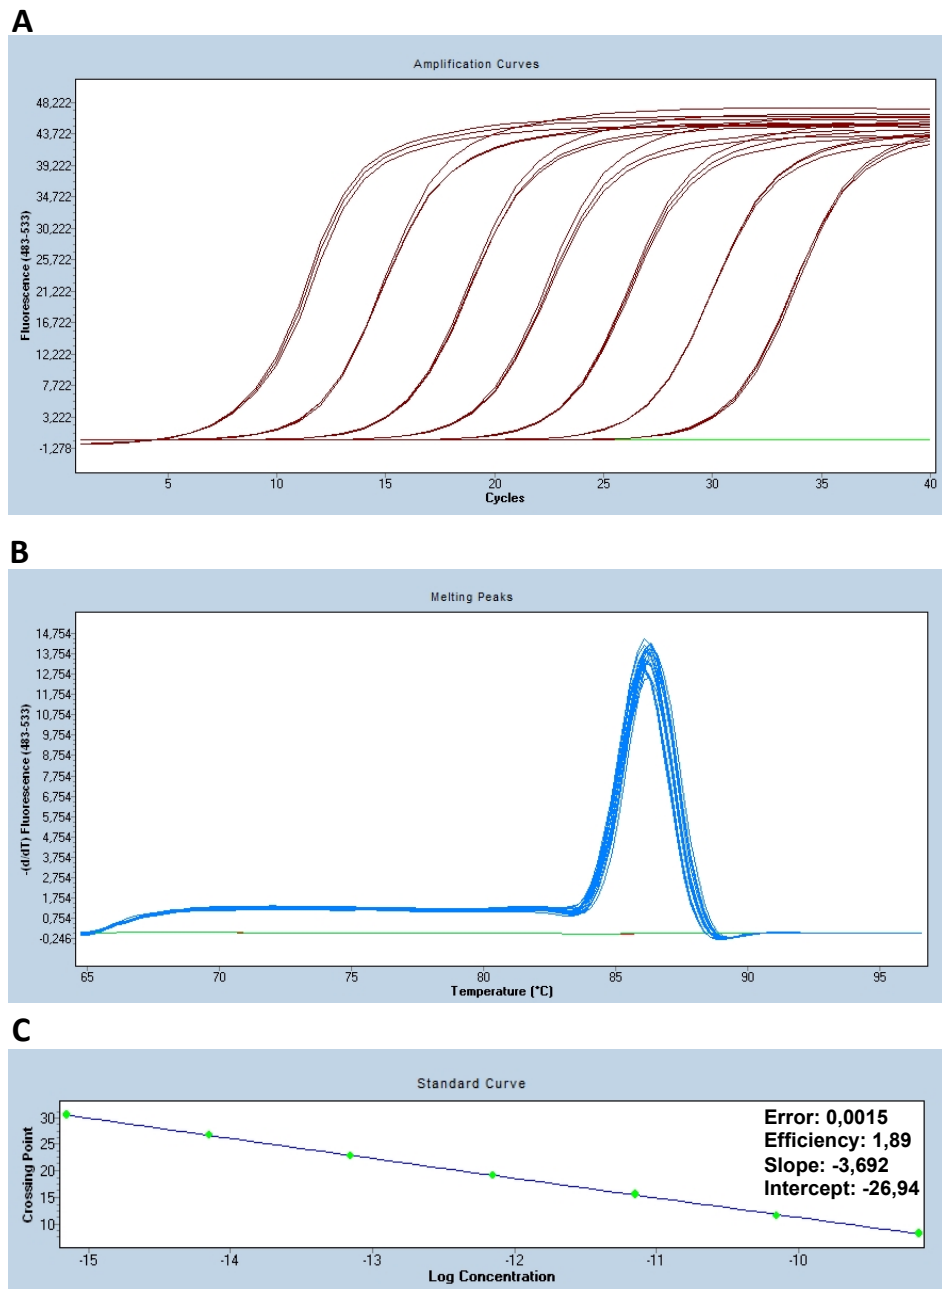 A
Amplification Curves
Fluorescence (483-533)
48,222
43,722
39,222
34,722
30,222
25,722
21,222
16,722
12,222
7,722
3,222
-1,278
5 10 15 20 25 30 35 40
Cycles
B
Melting Peaks
-(d/dT) Fluorescence (483-533)
14,754
13,754
12,754
11,754
10,754
9,754
8,754
7,754
6,754
5,754
4,754
3,754
2,754
1,754
0,754
-0,246
65 70 75 80 85 90 95
Temperature (°C)
C
Standard Curve
Crossing Point
30
25
20
15
10
Error: 0,0015
Efficiency: 1,89
Slope: -3,692
Intercept: -26,94
-15 -14 -13 -12 -11 -10
Log Concentration